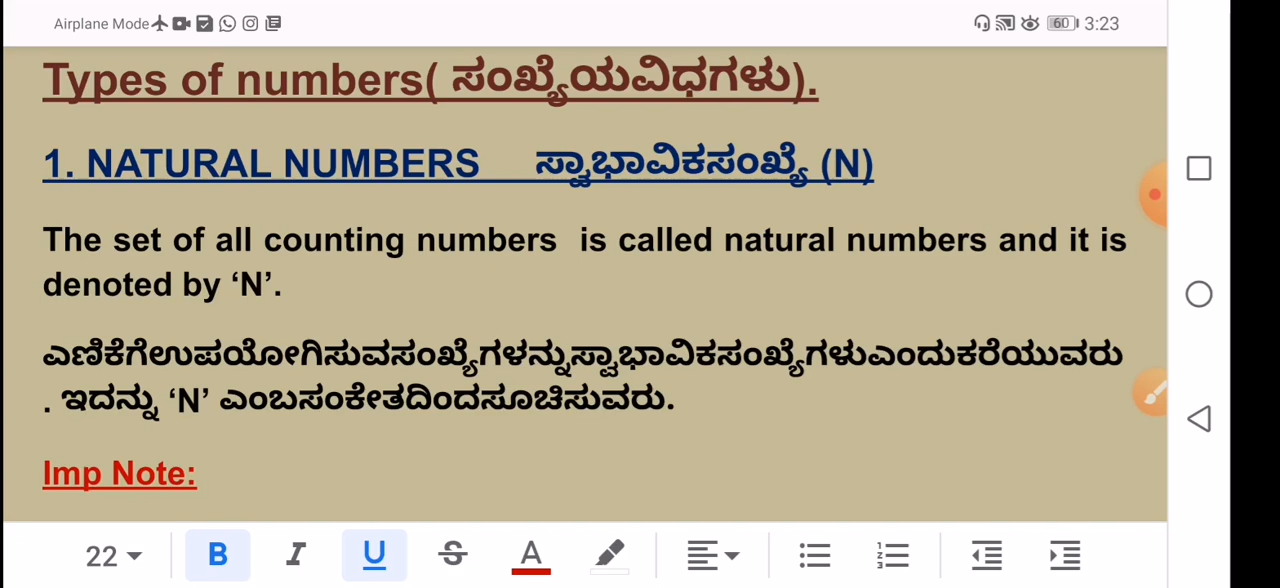 Airplane Mode 60 3:23
Types of numbers( ಸಂಖ್ಯೆಯವಿಧಗಳು).
1. NATURAL NUMBERS ಸ್ವಾಭಾವಿಕಸಂಖ್ಯೆ (N)
The set of all counting numbers is called natural numbers and it is
denoted by ‘N’.
ಎಣಿಕೆಗೆಉಪಯೋಗಿಸುವಸಂಖ್ಯೆಗಳನ್ನುಸ್ವಾಭಾವಿಕಸಂಖ್ಯೆಗಳುಎಂದುಕರೆಯುವರು
. ಇದನ್ನು ‘N’ ಎಂಬಸಂಕೇತದಿಂದಸೂಚಿಸುವರು.
Imp Note:
22 B I U S A